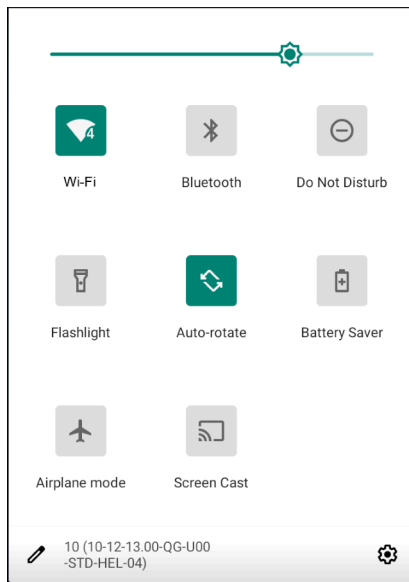 4
Wi-Fi Bluetooth Do Not Disturb
Flashlight Auto-rotate Battery Saver
Airplane mode Screen Cast
10 (10-12-13.00-QG-U00
-STD-HEL-04)